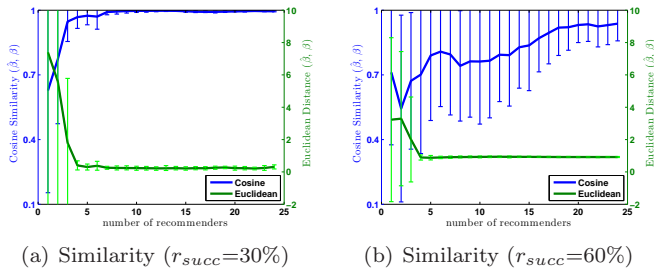 1
0.7
0.4
0.1
Cosine Similarity (β̂, β)
10
8
6
4
2
0
−2
Euclidean Distance (β̂, β)
Cosine
Euclidean
0 5 10 15 20 25
number of recommenders
(a) Similarity (r_succ=30%)
1
0.7
0.4
0.1
Cosine Similarity (β̂, β)
10
8
6
4
2
0
−2
Euclidean Distance (β̂, β)
Cosine
Euclidean
0 5 10 15 20 25
number of recommenders
(b) Similarity (r_succ=60%)